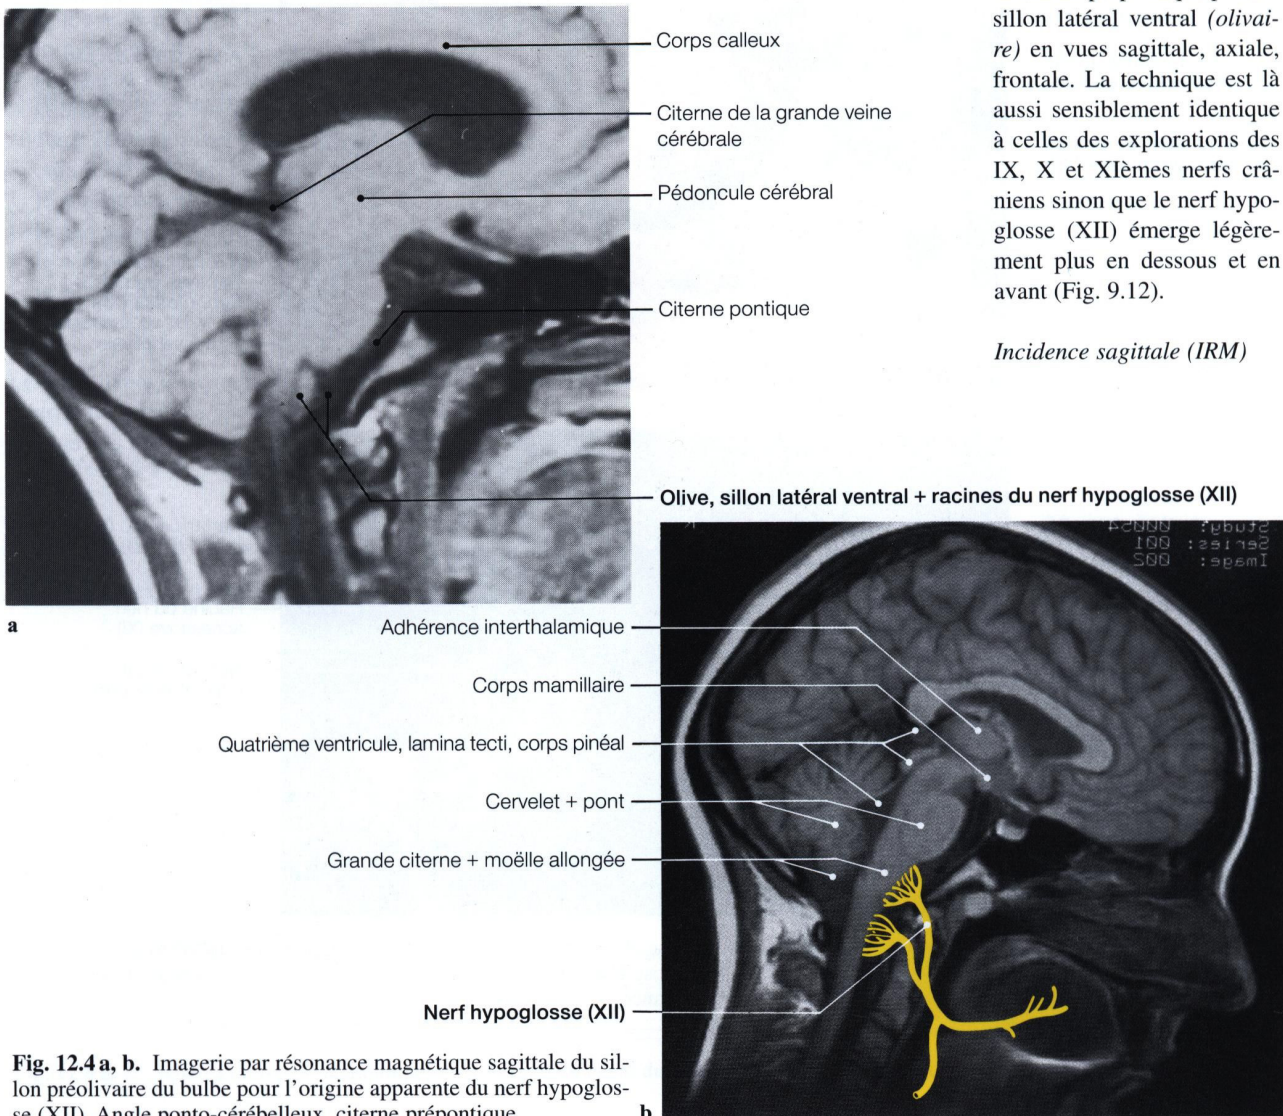 sillon latéral ventral (olivai-
re) en vues sagittale, axiale,
frontale. La technique est là
aussi sensiblement identique
à celles des explorations des
IX, X et XIèmes nerfs crâ-
niens sinon que le nerf hypo-
glosse (XII) émerge légère-
ment plus en dessous et en
avant (Fig. 9.12).
Incidence sagittale (IRM)
Corps calleux
Citerne de la grande veine
cérébrale
Pédoncule cérébral
Citerne pontique
Olive, sillon latéral ventral + racines du nerf hypoglosse (XII)
a
Study: 000054
Series: 001
Image: 002
Adhérence interthalamique
Corps mamillaire
Quatrième ventricule, lamina tecti, corps pinéal
Cervelet + pont
Grande citerne + moëlle allongée
Nerf hypoglosse (XII)
b
Fig. 12.4 a, b. Imagerie par résonance magnétique sagittale du sil-
lon préolivaire du bulbe pour l'origine apparente du nerf hypoglos-
se (XII). Angle ponto-cérébelleux, citerne prépontique